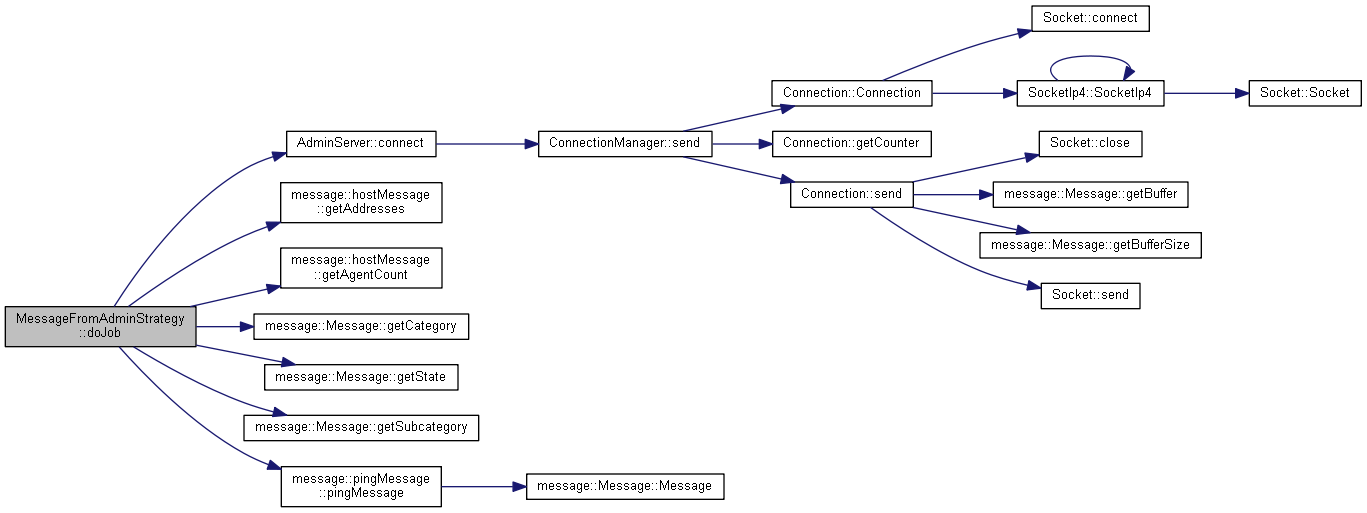 Socket::connect
Connection::Connection
SocketIp4::SocketIp4
Socket::Socket
AdminServer::connect
ConnectionManager::send
Connection::getCounter
Socket::close
message::hostMessage
::getAddresses
Connection::send
message::Message::getBuffer
message::Message::getBufferSize
message::hostMessage
::getAgentCount
Socket::send
MessageFromAdminStrategy
::doJob
message::Message::getCategory
message::Message::getState
message::Message::getSubcategory
message::pingMessage
::pingMessage
message::Message::Message